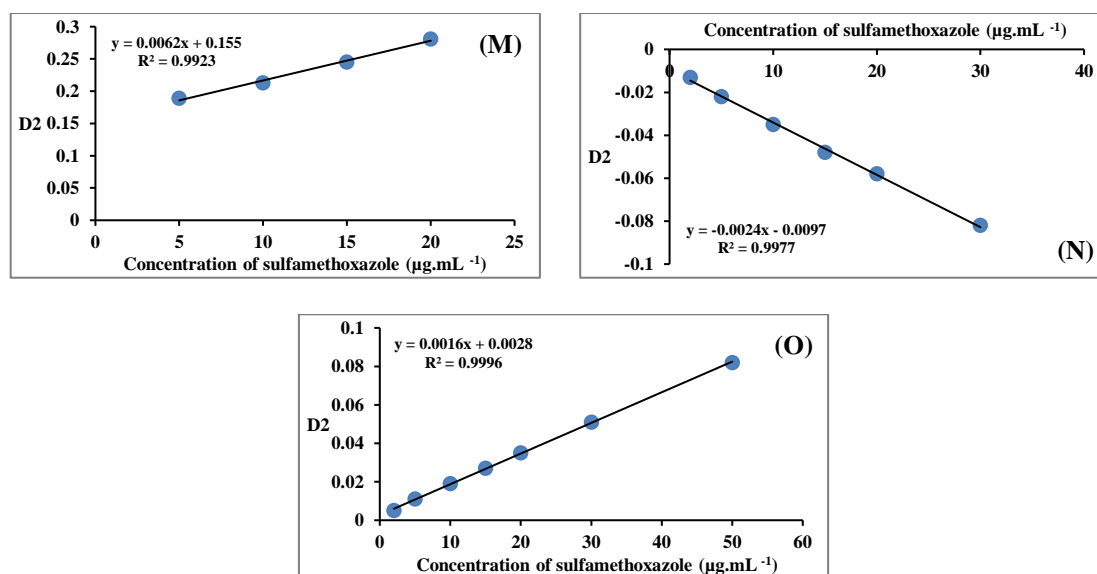 0.3
0.25
0.2
0.15
0.1
0.05
0
D2
y = 0.0062x + 0.155
R² = 0.9923
(M)
0 5 10 15 20 25
Concentration of sulfamethoxazole (µg.mL -1)
Concentration of sulfamethoxazole (µg.mL -1)
0 10 20 30 40
0
-0.02
-0.04
-0.06
-0.08
-0.1
D2
y = -0.0024x - 0.0097
R² = 0.9977
(N)
0.1
0.08
0.06
0.04
0.02
0
D2
y = 0.0016x + 0.0028
R² = 0.9996
(O)
0 10 20 30 40 50 60
Concentration of sulfamethoxazole (µg.mL -1)